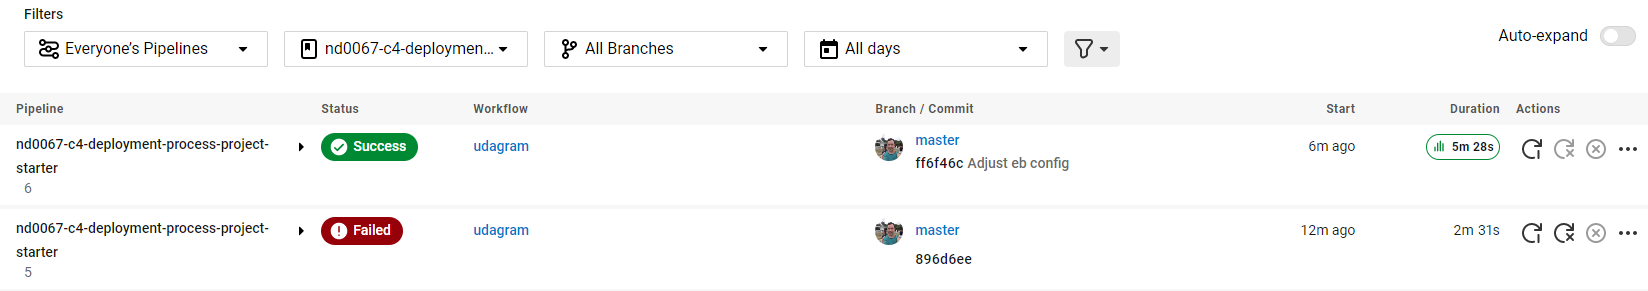 Filters
Everyone's Pipelines
nd0067-c4-deploymen...
All Branches
All days
Auto-expand
Pipeline Status Workflow Branch / Commit Start Duration Actions
nd0067-c4-deployment-process-project-
starter
6
Success
udagram
master
ff6f46c Adjust eb config
6m ago
5m 28s
nd0067-c4-deployment-process-project-
starter
5
Failed
udagram
master
896d6ee
12m ago
2m 31s